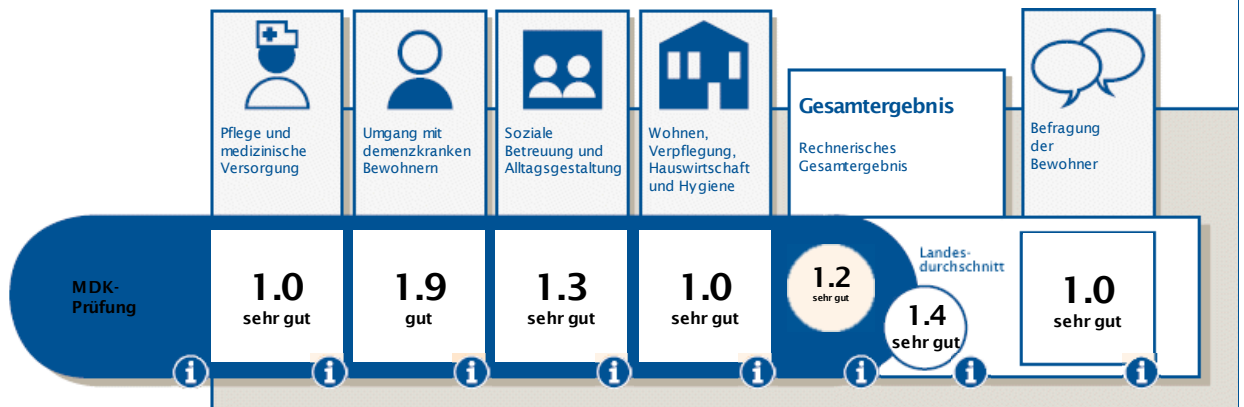 Pflege und
medizinische
Versorgung
Umgang mit
demenzkranken
Bewohnern
Soziale
Betreuung und
Alltagsgestaltung
Wohnen,
Verpflegung,
Hauswirtschaft
und Hygiene
Gesamtergebnis
Rechnerisches
Gesamtergebnis
Befragung
der
Bewohner
MDK-
Prüfung
1.0
sehr gut
1.9
gut
1.3
sehr gut
1.0
sehr gut
1.2
sehr gut
Landes-
durchschnitt
1.4
sehr gut
1.0
sehr gut
i
i
i
i
i
i
i
i